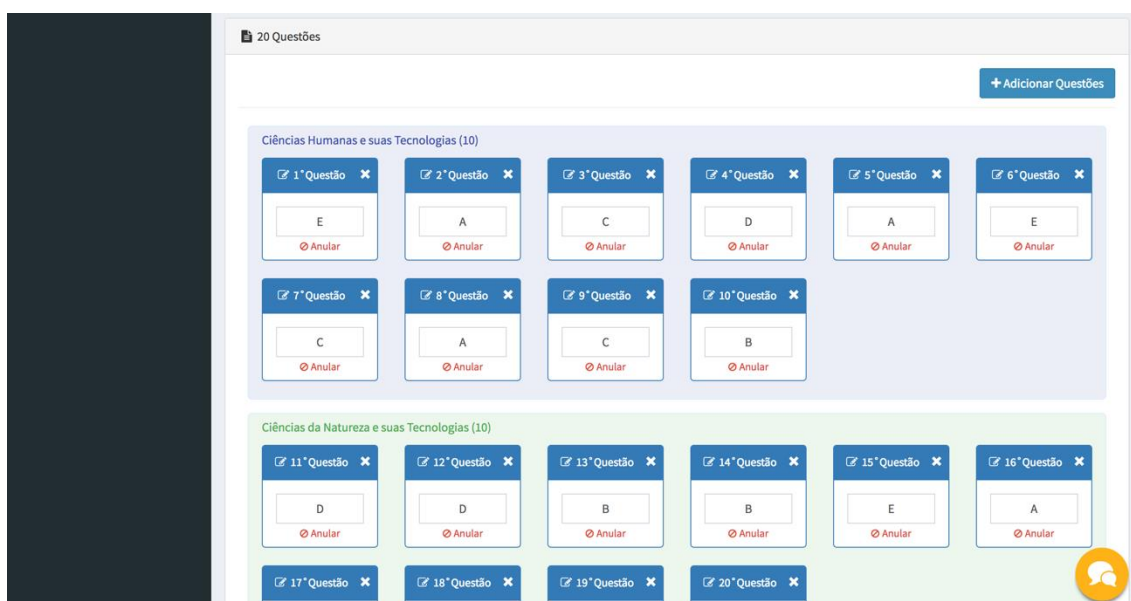 20 Questões
+ Adicionar Questões
Ciências Humanas e suas Tecnologias (10)
1°Questão 2°Questão 3°Questão 4°Questão 5°Questão 6°Questão
E A C D A E
Anular Anular Anular Anular Anular Anular
7°Questão 8°Questão 9°Questão 10°Questão
C A C B
Anular Anular Anular Anular
Ciências da Natureza e suas Tecnologias (10)
11°Questão 12°Questão 13°Questão 14°Questão 15°Questão 16°Questão
D D B B E A
Anular Anular Anular Anular Anular Anular
17°Questão 18°Questão 19°Questão 20°Questão